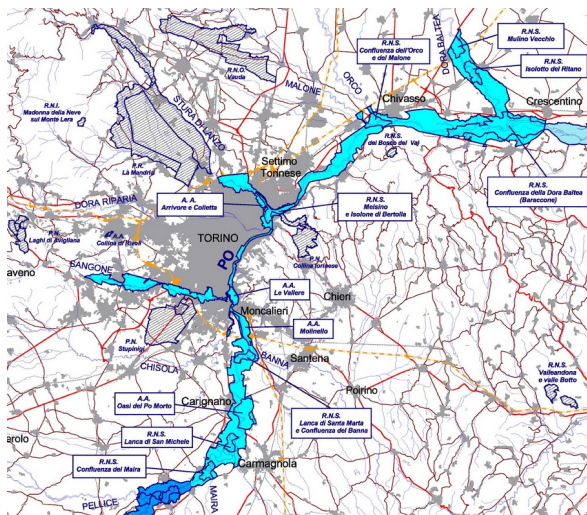 R.N.S.
Mulino Vecchio
R.N.S.
Isolotto del Ritano
R.N.S.
Confluenza dell'Orco
e del Malone
DORA BALTEA
R.N.O.
Vauda
MALONE
ORCO
Chivasso
Crescentino
R.N.I.
Madonna della Neve
sul Monte Lera
STURA DI LANZO
R.N.S.
del Bosco del Vaj
Settimo
Torinese
P.R.
La Mandria
R.N.S.
Confluenza della Dora Baltea
(Baraccone)
DORA RIPARIA
A. A.
Arrivore e Colletta
R.N.S.
Meisino
e Isolone di Bertolla
P.N.
Laghi di Avigliana
A.A.
Collina di Rivoli
TORINO
PO
P.N.
Collina torinese
aveno
SANGONE
A.A.
Le Vallere
Chieri
Moncalieri
A.A.
Molinello
P.N.
Stupinigi
BANNA
Santena
CHISOLA
R.N.S.
Valleandona
e valle Botto
Poirino
A.A.
Oasi del Po Morto
Carignano
R.N.S.
Lanca di Santa Marta
e Confluenza del Banna
R.N.S.
Lanca di San Michele
erolo
R.N.S.
Confluenza del Maira
Carmagnola
PELLICE
MAIRA